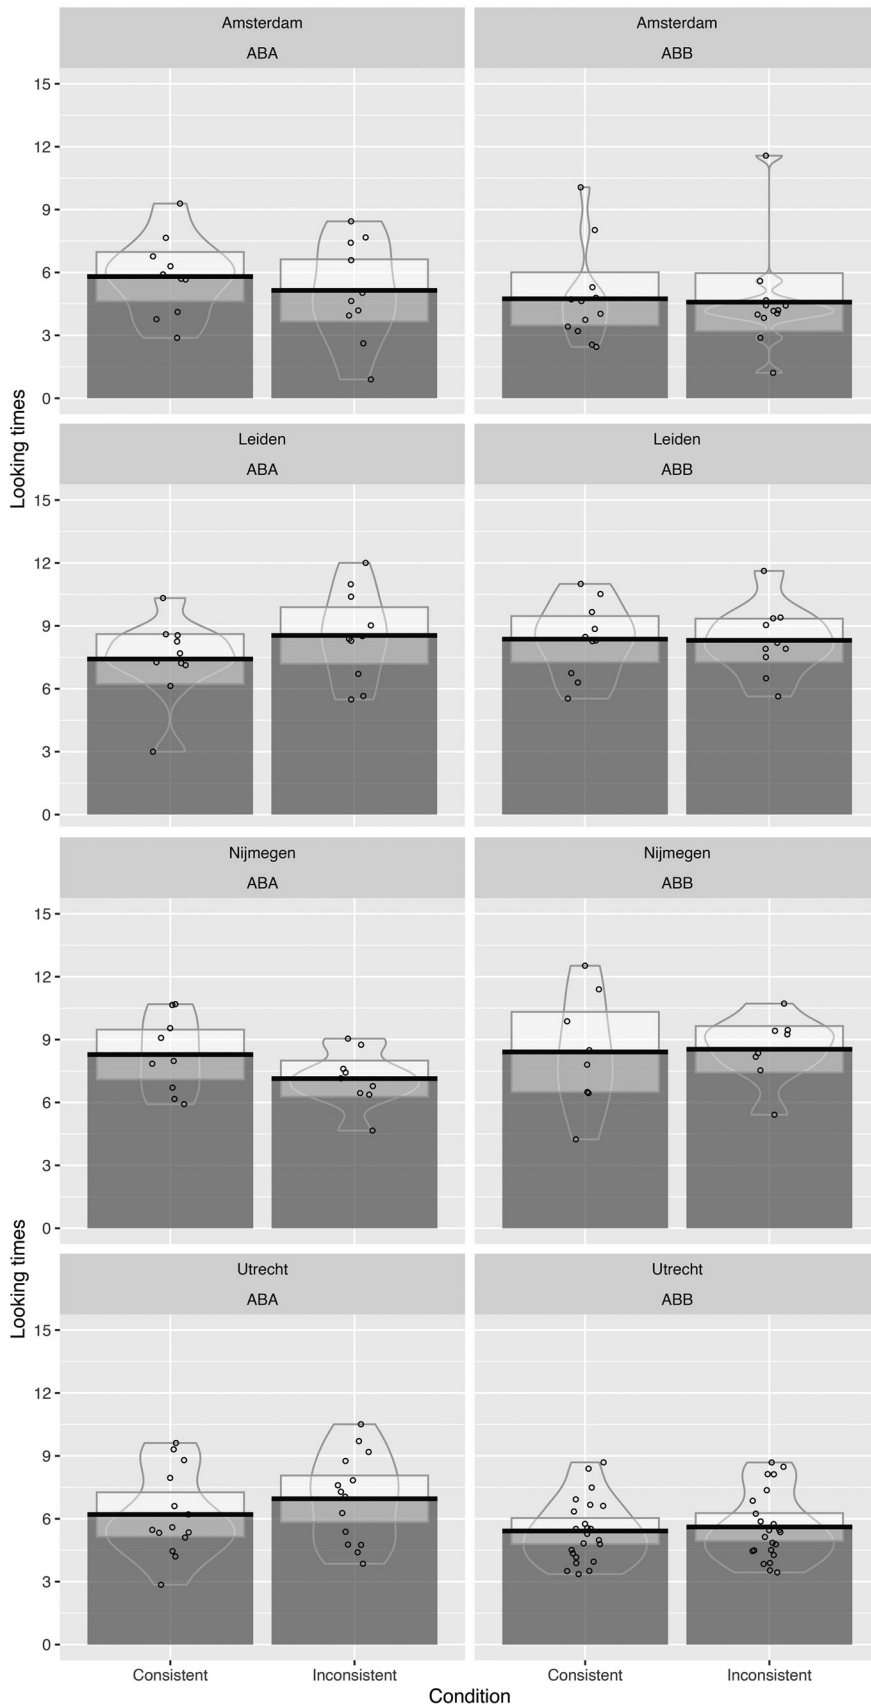 Amsterdam
ABA
Amsterdam
ABB
15
12
9
6
3
0
Looking times
Leiden
ABA
Leiden
ABB
15
12
9
6
3
0
Nijmegen
ABA
Nijmegen
ABB
15
12
9
6
3
0
Looking times
Utrecht
ABA
Utrecht
ABB
15
12
9
6
3
0
Consistent
Inconsistent
Consistent
Inconsistent
Condition